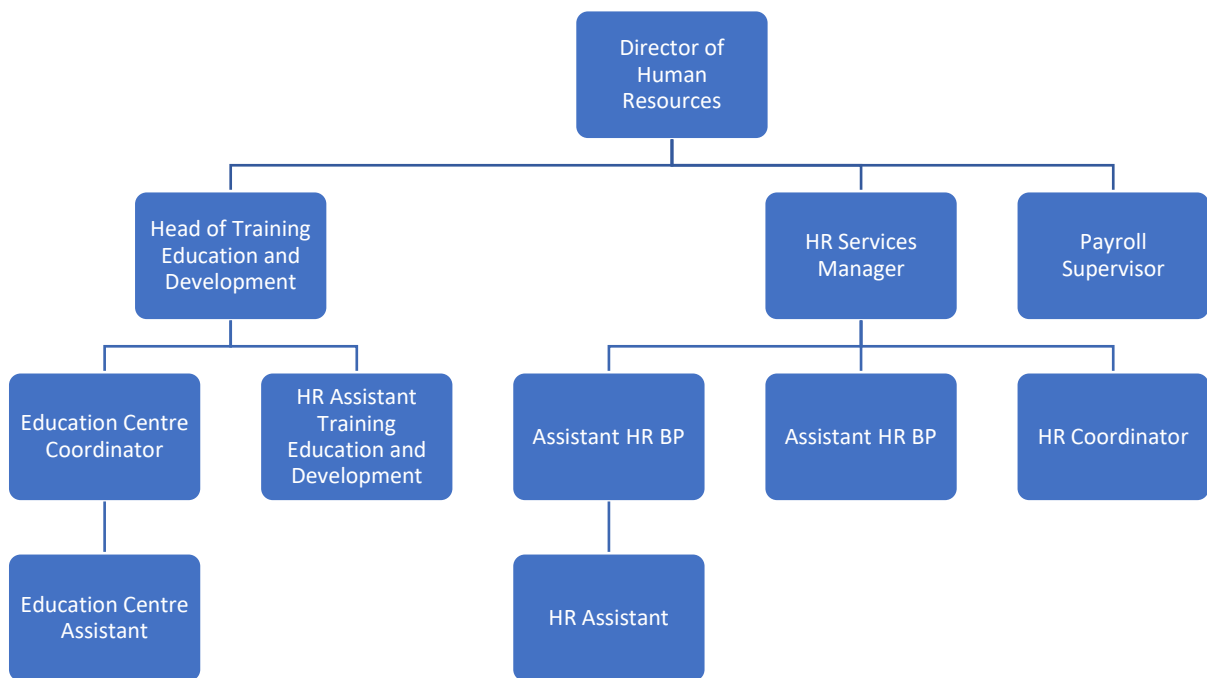 Director of
Human
Resources
Head of Training
Education and
Development
HR Services
Manager
Payroll
Supervisor
Education Centre
Coordinator
HR Assistant
Training
Education and
Development
Assistant HR BP
Assistant HR BP
HR Coordinator
Education Centre
Assistant
HR Assistant